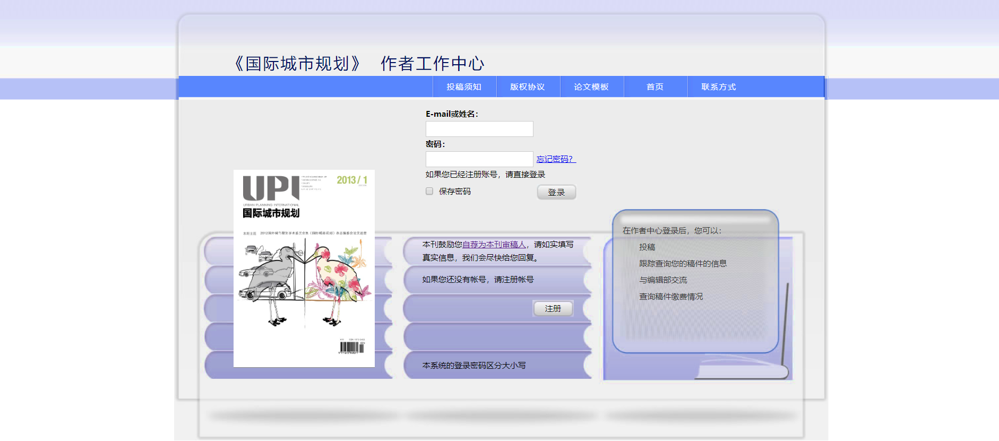 《国际城市规划》 作者工作中心
投稿须知 版权协议 论文模板 首页 联系方式
E-mail或姓名：
密码：
忘记密码？
如果您已经注册账号，请直接登录
保存密码 登录
UPI
2013/1
URBAN PLANNING INTERNATIONAL
国际城市规划
本期主题
本刊鼓励您自荐为本刊审稿人，请如实填写
真实信息，我们会尽快给您回复。
如果您还没有帐号，请注册帐号
注册
本系统的登录密码区分大小写
在作者中心登录后，您可以：
投稿
跟踪查询您的稿件的信息
与编辑部交流
查询稿件缴费情况